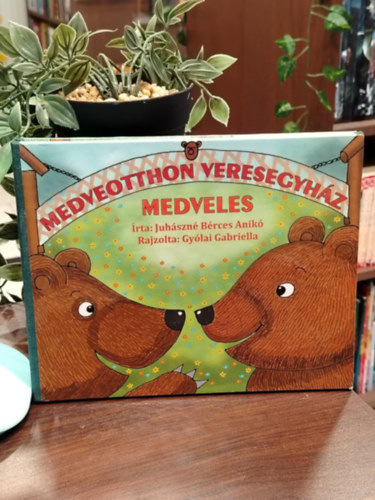 MEDVEOTTHON VERESEGYHÁZ
MEDVELES
Írta: Juhászné Bérces Anikó
Rajzolta: Gyólai Gabriella